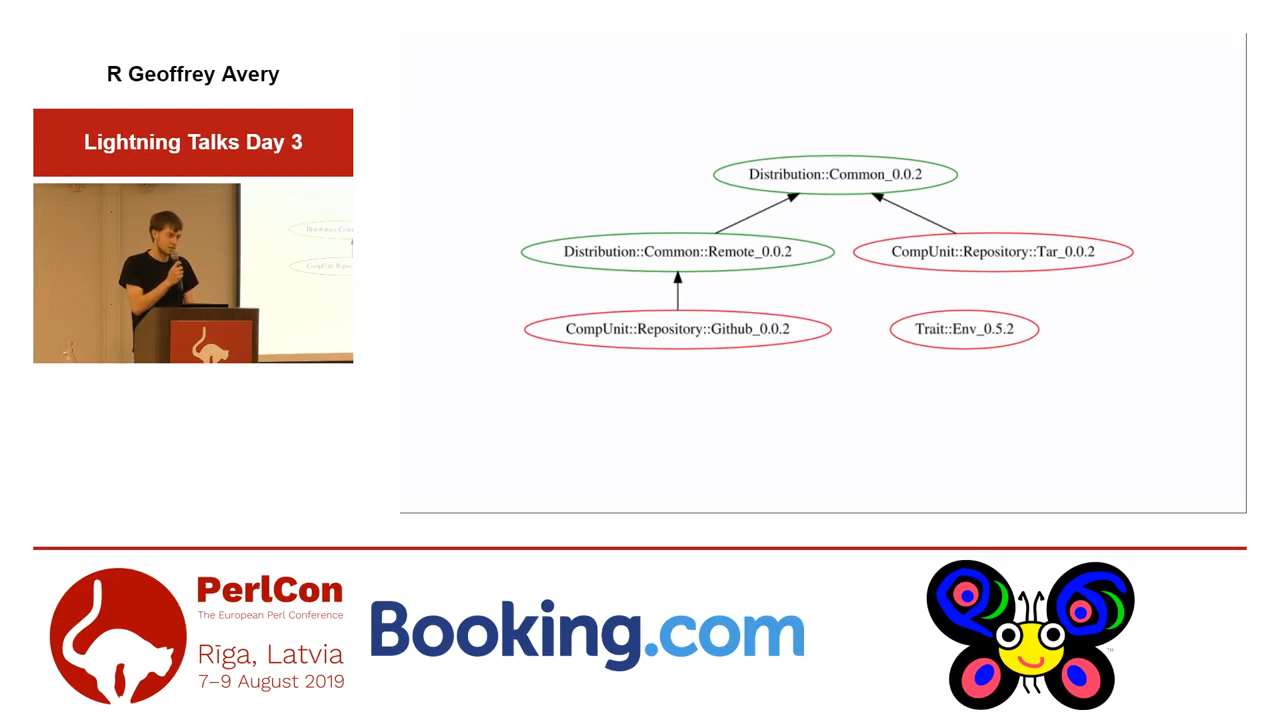 R Geoffrey Avery
Lightning Talks Day 3
Distribution::Common_0.0.2
Distribution::Common::Remote_0.0.2
CompUnit::Repository::Tar_0.0.2
CompUnit::Repository::Github_0.0.2
Trait::Env_0.5.2
PerlCon
The European Perl Conference
Rīga, Latvia
7–9 August 2019
Booking.com
TM